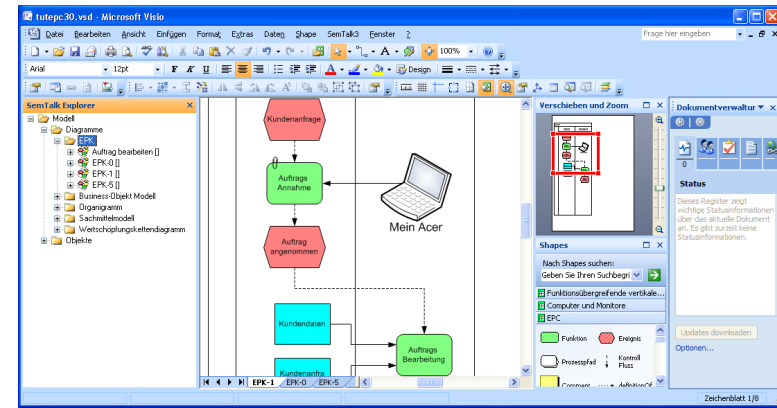 tutepc30.vsd - Microsoft Visio
Datei Bearbeiten Ansicht Einfügen Format Extras Daten Shape SemTalk3 Fenster ?
Frage hier eingeben
100%
Arial 12pt F K U Design
SemTalk Explorer
Modell
Diagramme
EPK
Auftrag bearbeiten []
EPK-0 []
EPK-1 []
EPK-5 []
Business-Objekt Modell
Organigramm
Sachmittelmodell
Wertschöpfungskettendiagramm
Objekte
Kundenanfrage
Auftrags
Annahme
Mein Acer
Auftrag
angenommen
Kundendaten
Auftrags
Bearbeitung
Kundenanfra
EPK-1 EPK-0 EPK-5
Verschieben und Zoom
Shapes
Nach Shapes suchen:
Geben Sie Ihren Suchbegri
Funktionsübergreifende vertikale...
Computer und Monitore
EPC
Funktion Ereignis
Prozesspfad Kontroll
Fluss
Comment definitionOf
Dokumentverwaltur
0
Status
Dieses Register zeigt
wichtige Statusinformationen
über das aktuelle Dokument
an. Es gibt zurzeit keine
Statusinformationen.
Updates downloaden
Optionen...
Zeichenblatt 1/8